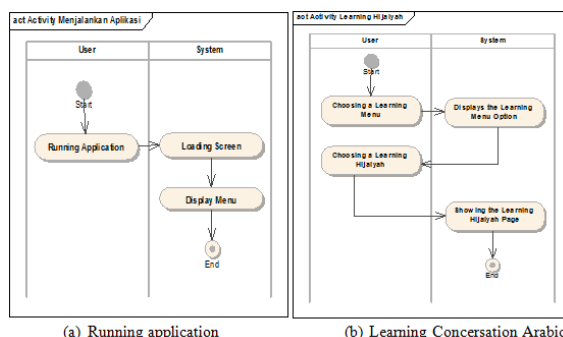 act Activity Menjalankan Aplikasi
User
System
Start
Running Application
Loading Screen
Display Menu
End
(a) Running application
act Activity Learning Hijaiyah
User
System
Start
Choosing a Learning
Menu
Displays the Learning
Menu Option
Choosing a Learning
Hijaiyah
Showing the Learning
Hijaiyah Page
End
(b) Learning Concersation Arabic